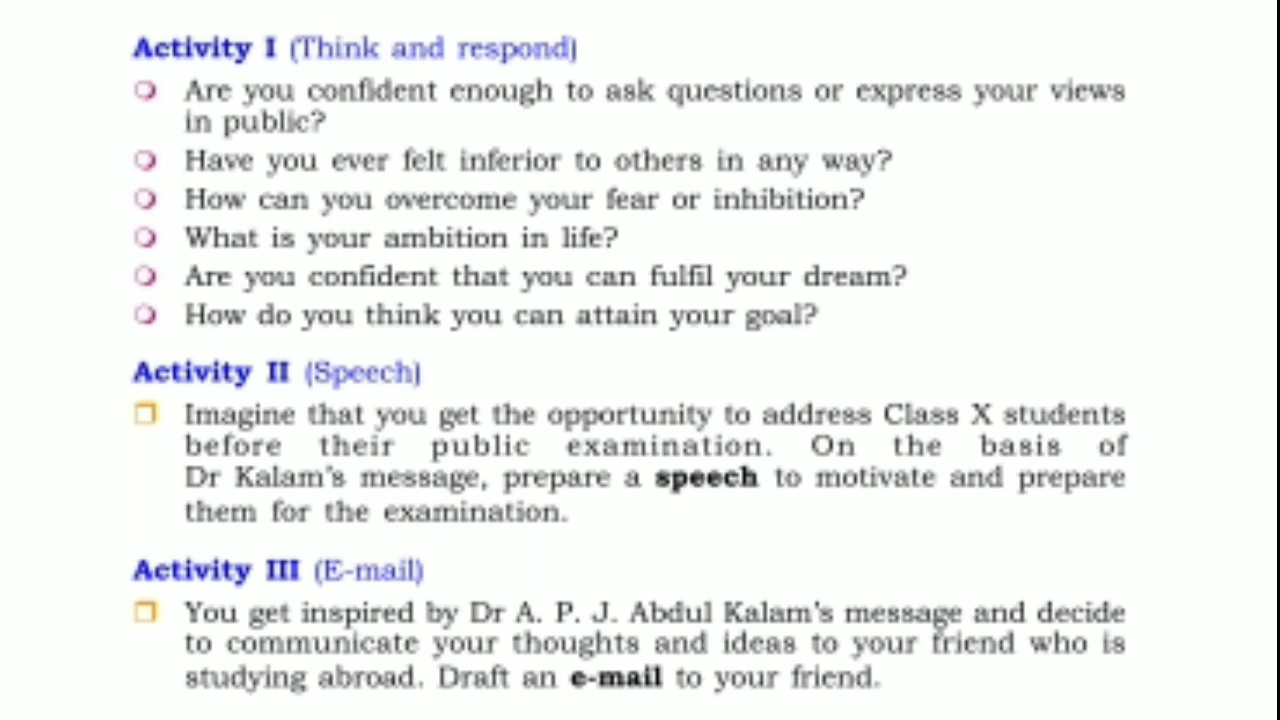 Activity I (Think and respond)
❍ Are you confident enough to ask questions or express your views
in public?
❍ Have you ever felt inferior to others in any way?
❍ How can you overcome your fear or inhibition?
❍ What is your ambition in life?
❍ Are you confident that you can fulfil your dream?
❍ How do you think you can attain your goal?
Activity II (Speech)
❒ Imagine that you get the opportunity to address Class X students
before their public examination. On the basis of
Dr Kalam's message, prepare a speech to motivate and prepare
them for the examination.
Activity III (E-mail)
❒ You get inspired by Dr A. P. J. Abdul Kalam's message and decide
to communicate your thoughts and ideas to your friend who is
studying abroad. Draft an e-mail to your friend.